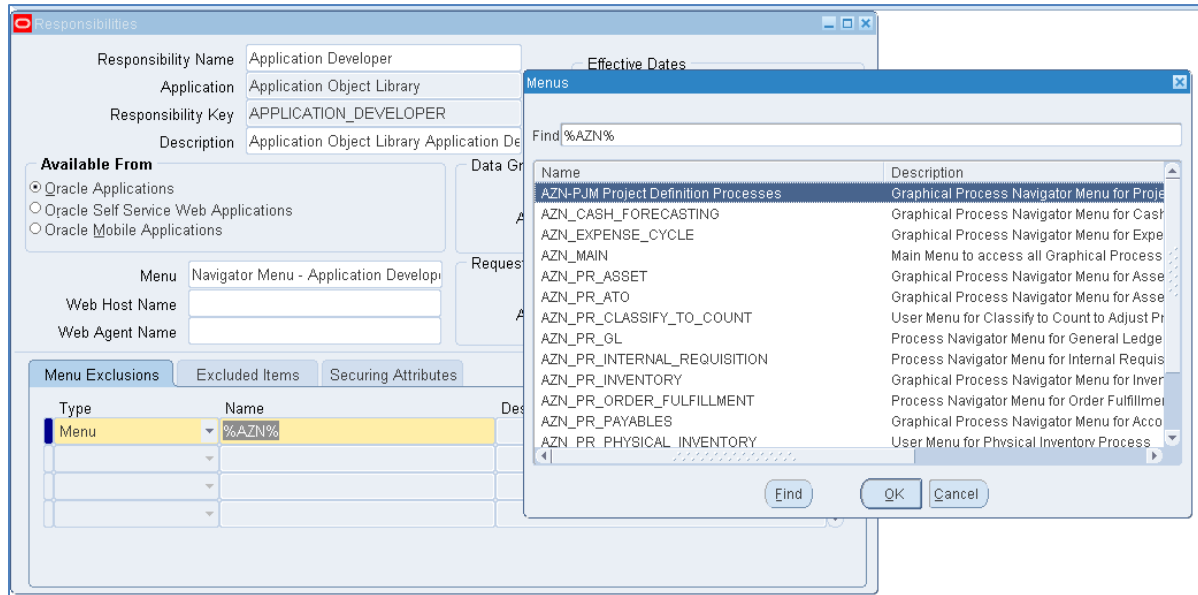 Responsibilities
Responsibility Name Application Developer
Application Application Object Library
Responsibility Key APPLICATION_DEVELOPER
Description Application Object Library Application De
Effective Dates
Available From
Oracle Applications
Oracle Self Service Web Applications
Oracle Mobile Applications
Data Gr
A
Menu Navigator Menu - Application Develop
Web Host Name
Web Agent Name
Reques
A
Menu Exclusions Excluded Items Securing Attributes
Type Name Des
Menu %AZN%
Menus
Find %AZN%
Name Description
AZN-PJM Project Definition Processes Graphical Process Navigator Menu for Proje
AZN_CASH_FORECASTING Graphical Process Navigator Menu for Cash
AZN_EXPENSE_CYCLE Graphical Process Navigator Menu for Expe
AZN_MAIN Main Menu to access all Graphical Process
AZN_PR_ASSET Graphical Process Navigator Menu for Asse
AZN_PR_ATO Graphical Process Navigator Menu for Asse
AZN_PR_CLASSIFY_TO_COUNT User Menu for Classify to Count to Adjust Pr
AZN_PR_GL Process Navigator Menu for General Ledge
AZN_PR_INTERNAL_REQUISITION Process Navigator Menu for Internal Requis
AZN_PR_INVENTORY Graphical Process Navigator Menu for Inver
AZN_PR_ORDER_FULFILLMENT Process Navigator Menu for Order Fulfillmer
AZN_PR_PAYABLES Graphical Process Navigator Menu for Acco
AZN_PR_PHYSICAL_INVENTORY User Menu for Physical Inventory Process
Find OK Cancel